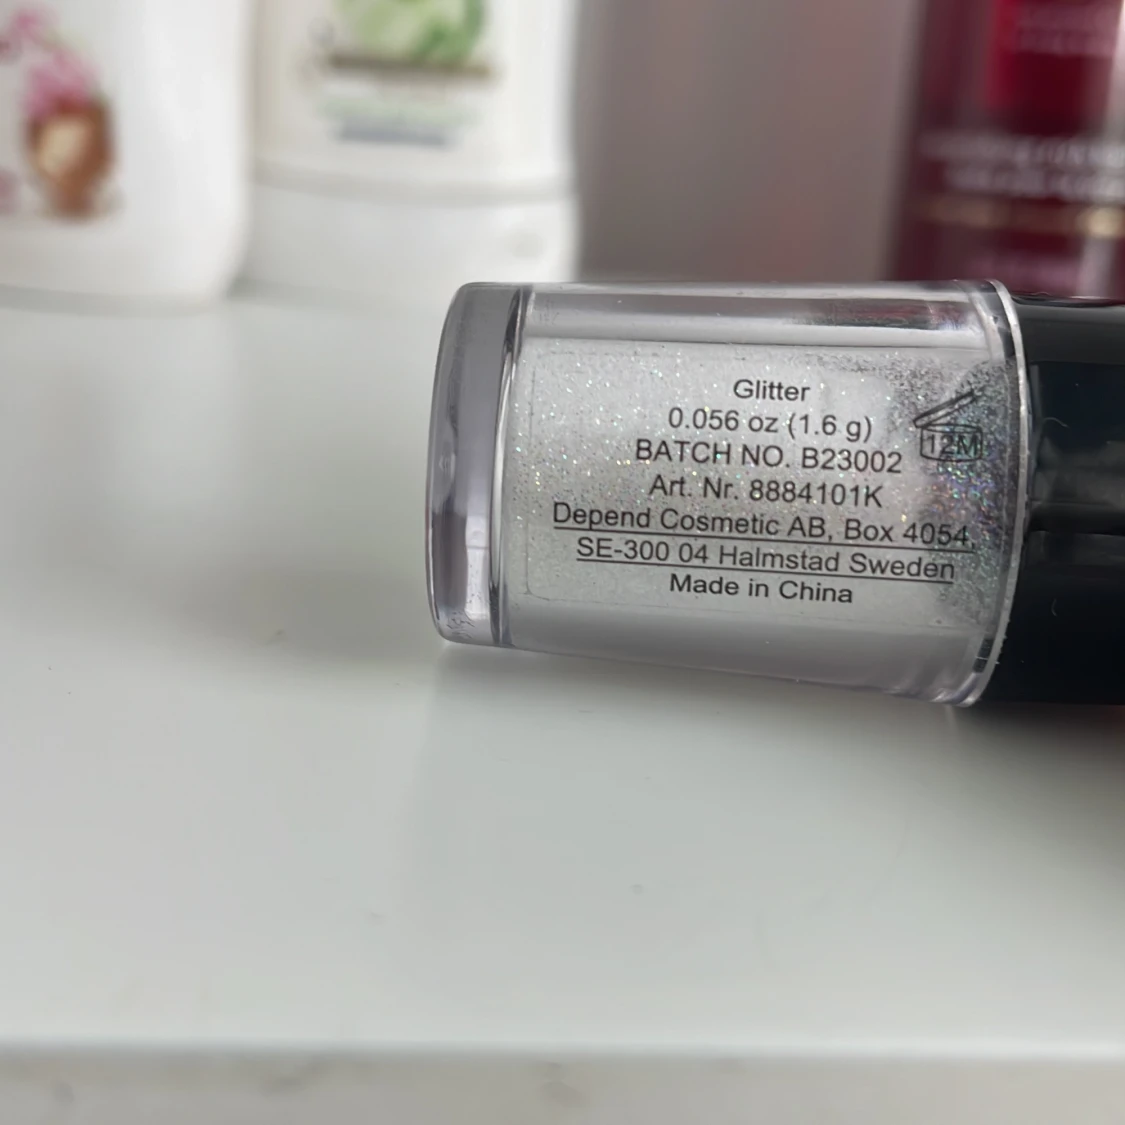 Glitter
0.056 oz (1.6 g)
12M
BATCH NO. B23002
Art. Nr. 8884101K
Depend Cosmetic AB, Box 4054,
SE-300 04 Halmstad Sweden
Made in China